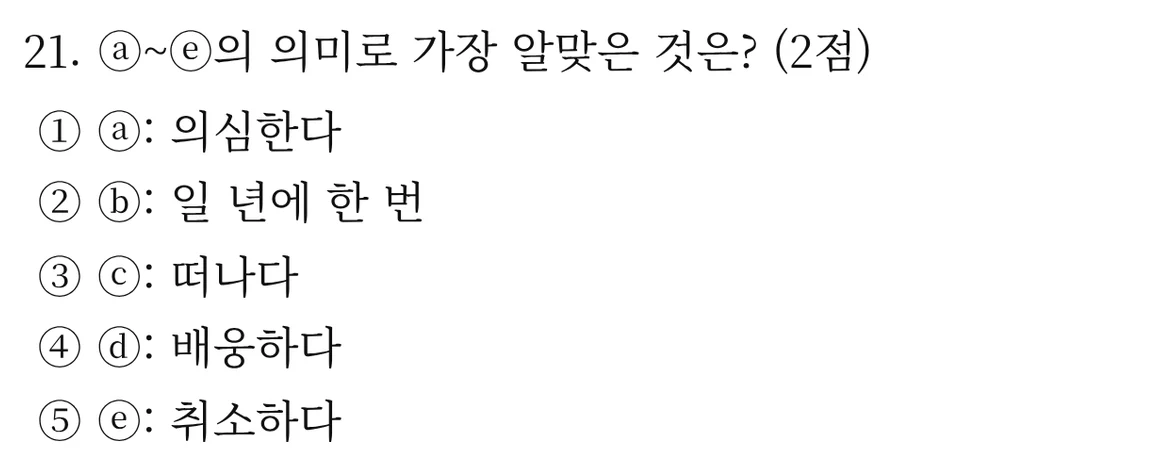 21. ⓐ~ⓔ의 의미로 가장 알맞은 것은? (2점)
① ⓐ: 의심한다
② ⓑ: 일 년에 한 번
③ ⓒ: 떠나다
④ ⓓ: 배웅하다
⑤ ⓔ: 취소하다